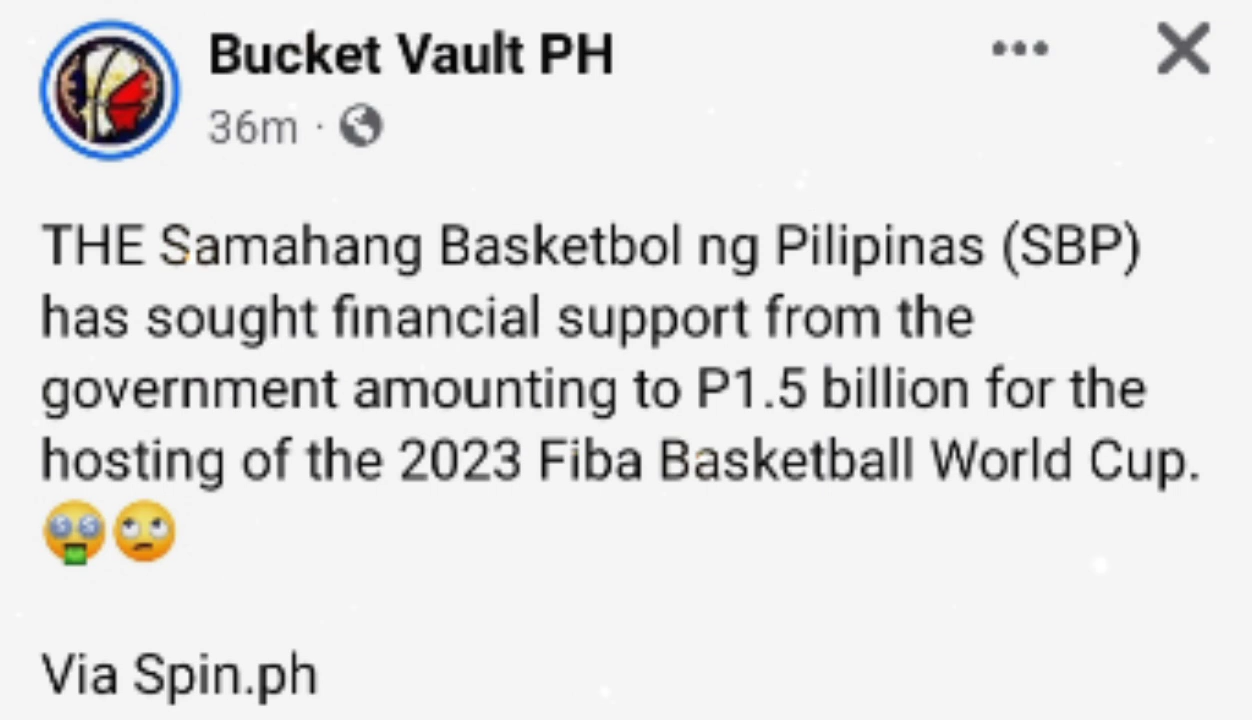 Bucket Vault PH
36m ·
THE Samahang Basketbol ng Pilipinas (SBP)
has sought financial support from the
government amounting to P1.5 billion for the
hosting of the 2023 Fiba Basketball World Cup.
🤑🙄
Via Spin.ph